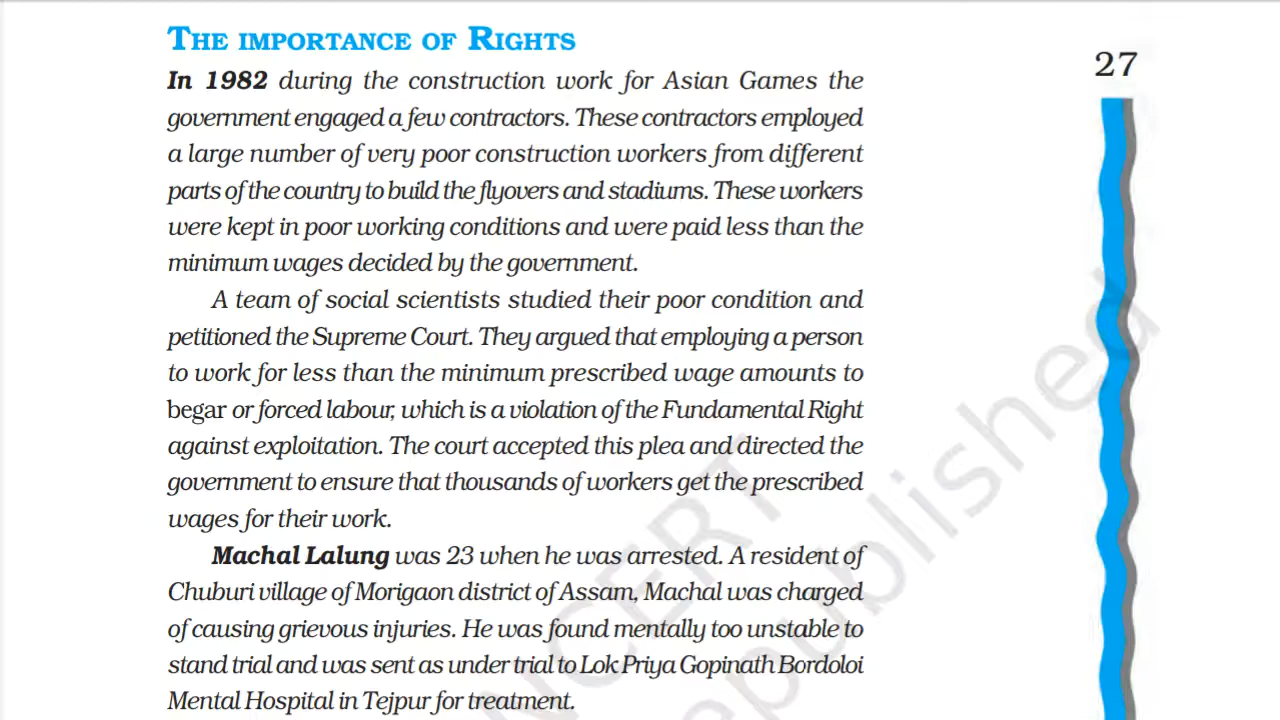 THE IMPORTANCE OF RIGHTS
27
In 1982 during the construction work for Asian Games the
government engaged a few contractors. These contractors employed
a large number of very poor construction workers from different
parts of the country to build the flyovers and stadiums. These workers
were kept in poor working conditions and were paid less than the
minimum wages decided by the government.
A team of social scientists studied their poor condition and
petitioned the Supreme Court. They argued that employing a person
to work for less than the minimum prescribed wage amounts to
begar or forced labour, which is a violation of the Fundamental Right
against exploitation. The court accepted this plea and directed the
government to ensure that thousands of workers get the prescribed
wages for their work.
Machal Lalung was 23 when he was arrested. A resident of
Chuburi village of Morigaon district of Assam, Machal was charged
of causing grievous injuries. He was found mentally too unstable to
stand trial and was sent as under trial to Lok Priya Gopinath Bordoloi
Mental Hospital in Tejpur for treatment.
NCERT
republished